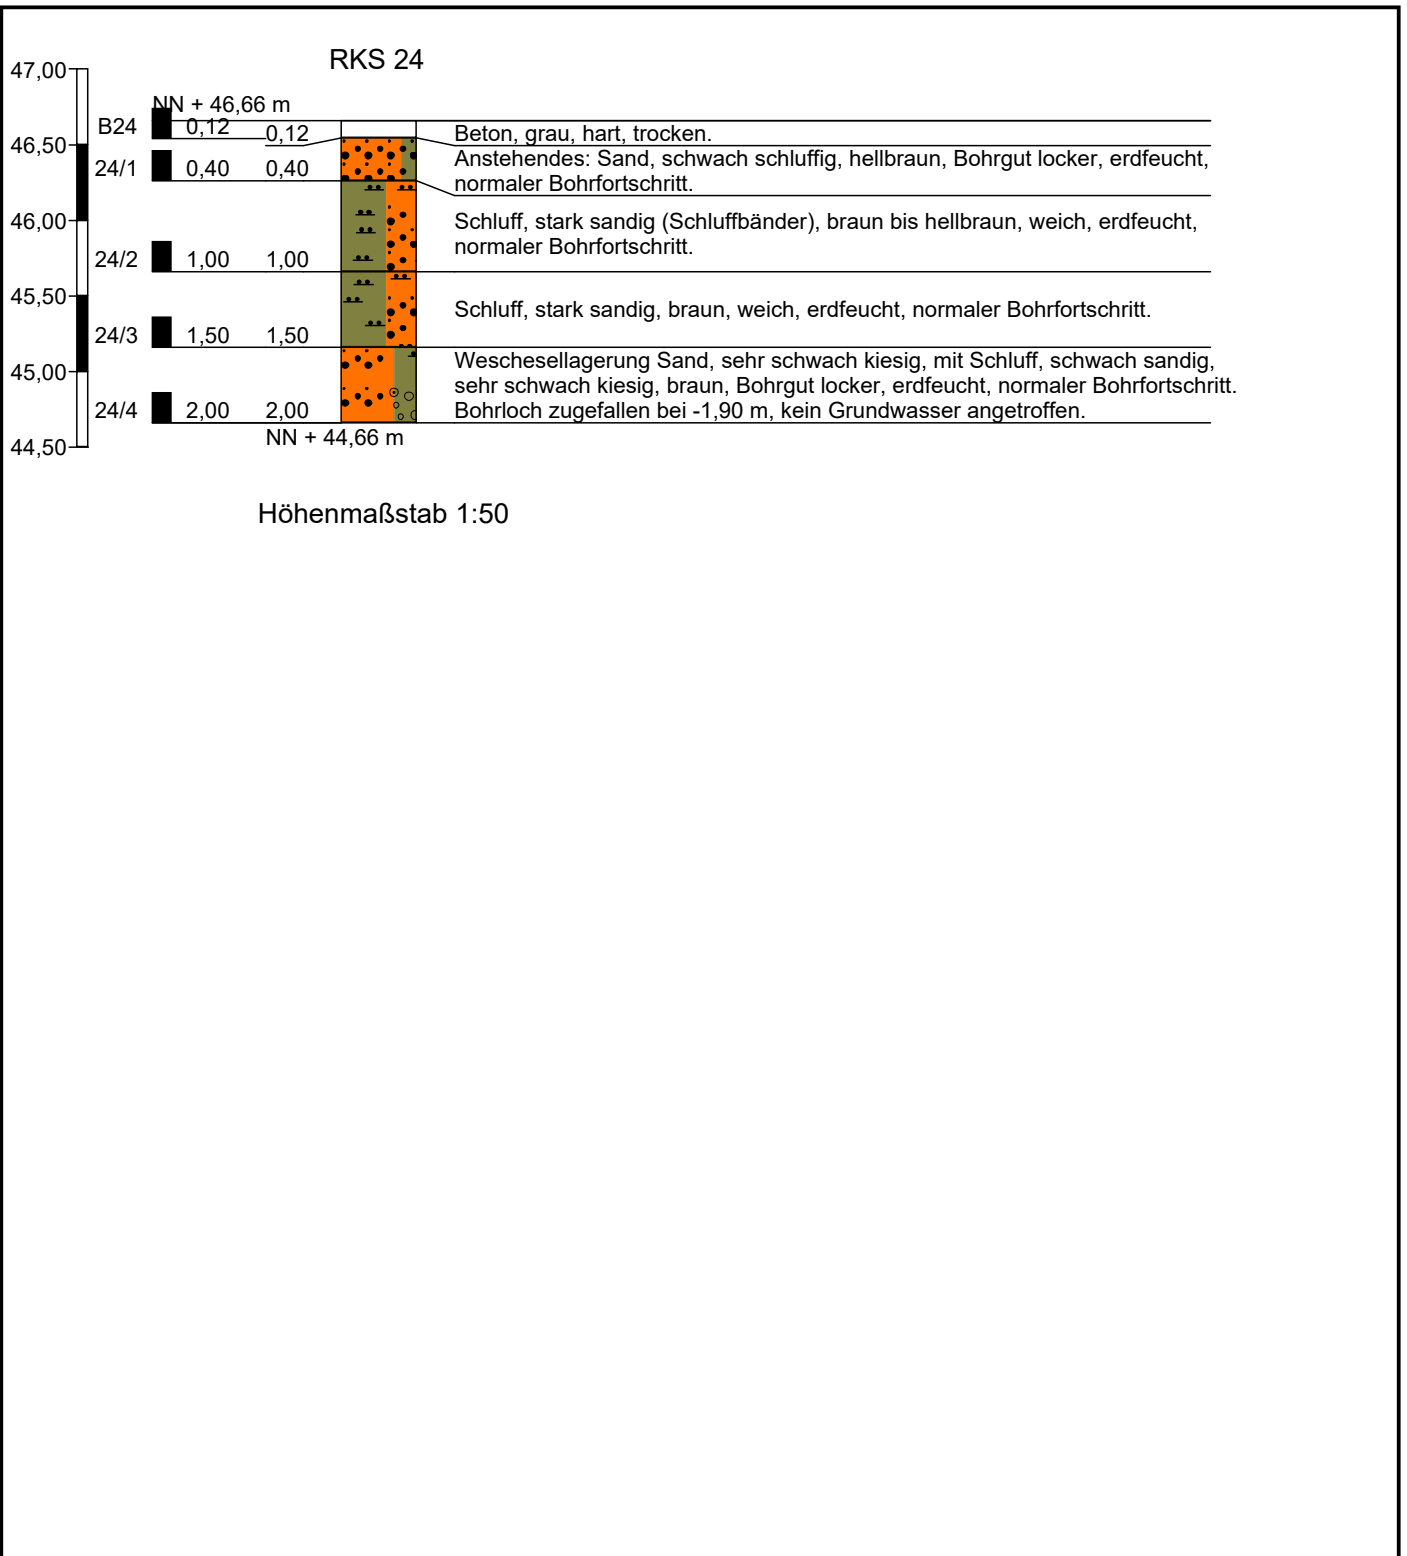 RKS 24
47,00
NN + 46,66 m
B24 0,12 0,12 Beton, grau, hart, trocken.
46,50
24/1 0,40 0,40 Anstehendes: Sand, schwach schluffig, hellbraun, Bohrgut locker, erdfeucht,
normaler Bohrfortschritt.
46,00
Schluff, stark sandig (Schluffbänder), braun bis hellbraun, weich, erdfeucht,
normaler Bohrfortschritt.
24/2 1,00 1,00
45,50
Schluff, stark sandig, braun, weich, erdfeucht, normaler Bohrfortschritt.
24/3 1,50 1,50
45,00
Weschesellagerung Sand, sehr schwach kiesig, mit Schluff, schwach sandig,
sehr schwach kiesig, braun, Bohrgut locker, erdfeucht, normaler Bohrfortschritt.
24/4 2,00 2,00 Bohrloch zugefallen bei -1,90 m, kein Grundwasser angetroffen.
NN + 44,66 m
44,50
Höhenmaßstab 1:50